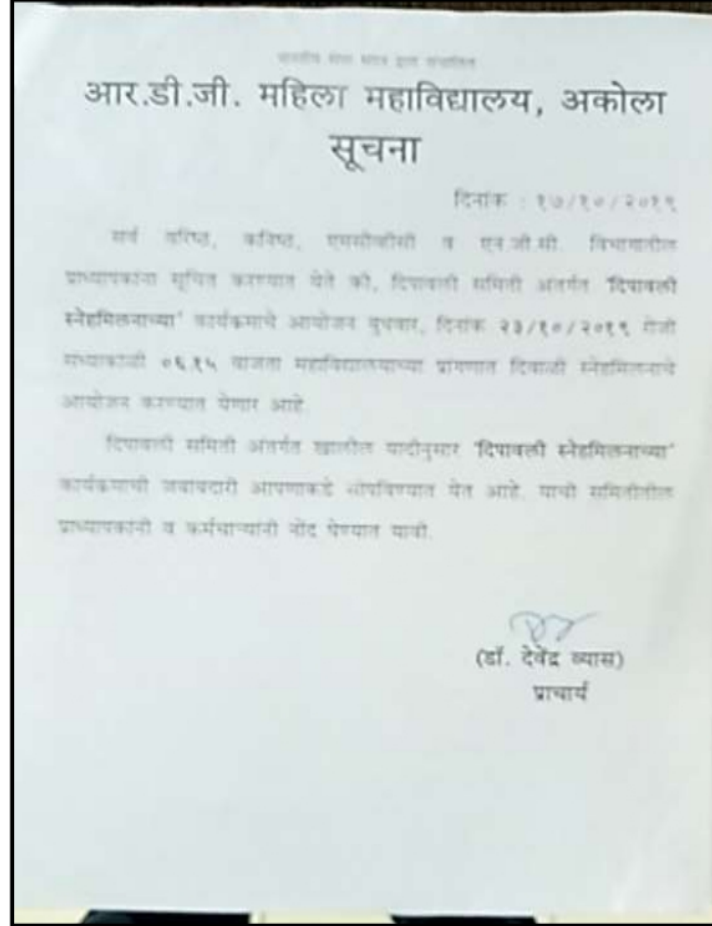 भारतीय सेवा सदन द्वारा संचालित
आर.डी.जी. महिला महाविद्यालय, अकोला
सूचना
दिनांक : १७/१०/२०१९
सर्व वरिष्ठ, कनिष्ठ, एमसीव्हीसी व एन.जी.सी. विभागातील
प्राध्यापकांना सूचित करण्यात येते की, दिपावली समिती अंतर्गत 'दिपावली
स्नेहमिलनाच्या' कार्यक्रमाचे आयोजन बुधवार, दिनांक २३/१०/२०१९ रोजी
सायंकाळी ०६.१५ वाजता महाविद्यालयाच्या प्रांगणात दिवाळी स्नेहमिलनाचे
आयोजन करण्यात येणार आहे.
दिपावली समिती अंतर्गत खालील यादीनुसार 'दिपावली स्नेहमिलनाच्या'
कार्यक्रमाची जबाबदारी आपणाकडे सोपविण्यात येत आहे. याची समितीतील
प्राध्यापकांनी व कर्मचाऱ्यांनी नोंद घेण्यात यावी.
(डॉ. देवेंद्र व्यास)
प्राचार्य